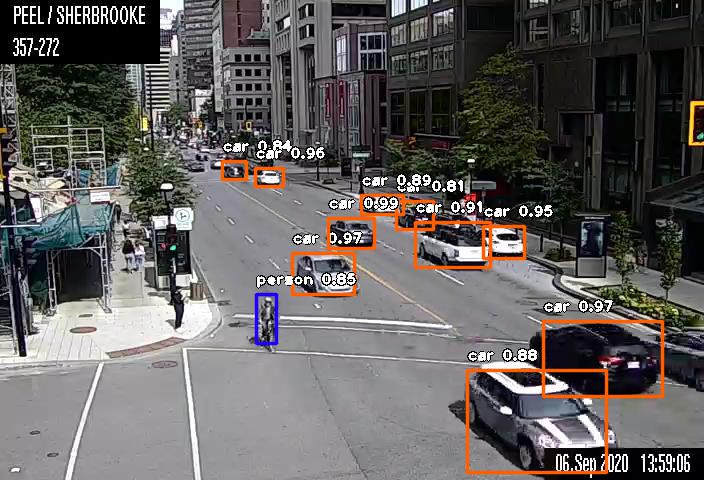 PEEL / SHERBROOKE
357-272
car 0.84
car 0.96
car 0.89
0.81
0.99
car 0.91
car 0.95
car 0.97
person 0.85
car 0.97
car 0.88
06.Sep 2020 13:59:06